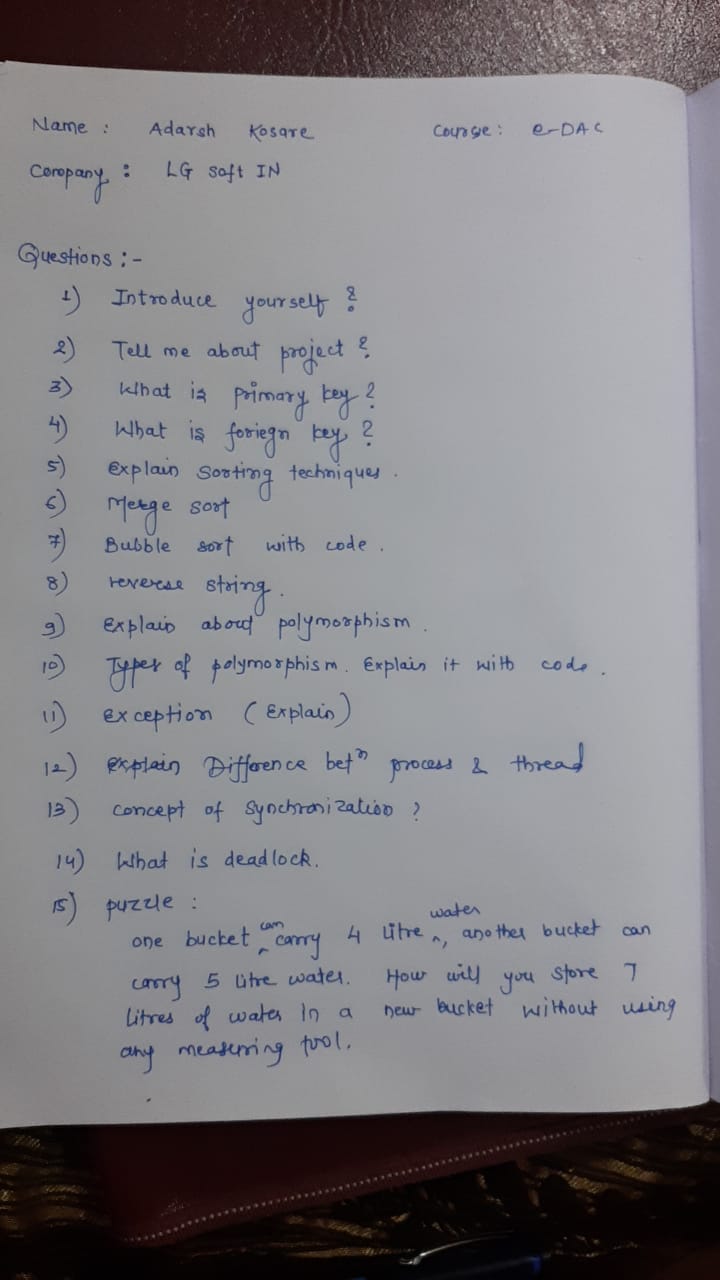 Name : Adarsh Kosare Course : e-DAC
Company : LG Soft IN
Questions :-
1) Introduce yourself ?
2) Tell me about project ?
3) What is primary key ?
4) What is foriegn key ?
5) Explain Sorting techniques .
6) Merge sort
7) Bubble sort with code .
8) reverse string .
9) Explain about polymorphism .
10) Types of polymorphism . Explain it with code .
11) exception ( Explain )
12) Explain Difference betⁿ process & thread
13) Concept of Synchronization ?
14) What is deadlock .
15) puzzle :
one bucket can carry 4 litre water , another bucket can
carry 5 litre water . How will you store 7
litres of water in a new bucket without using
any measuring tool .